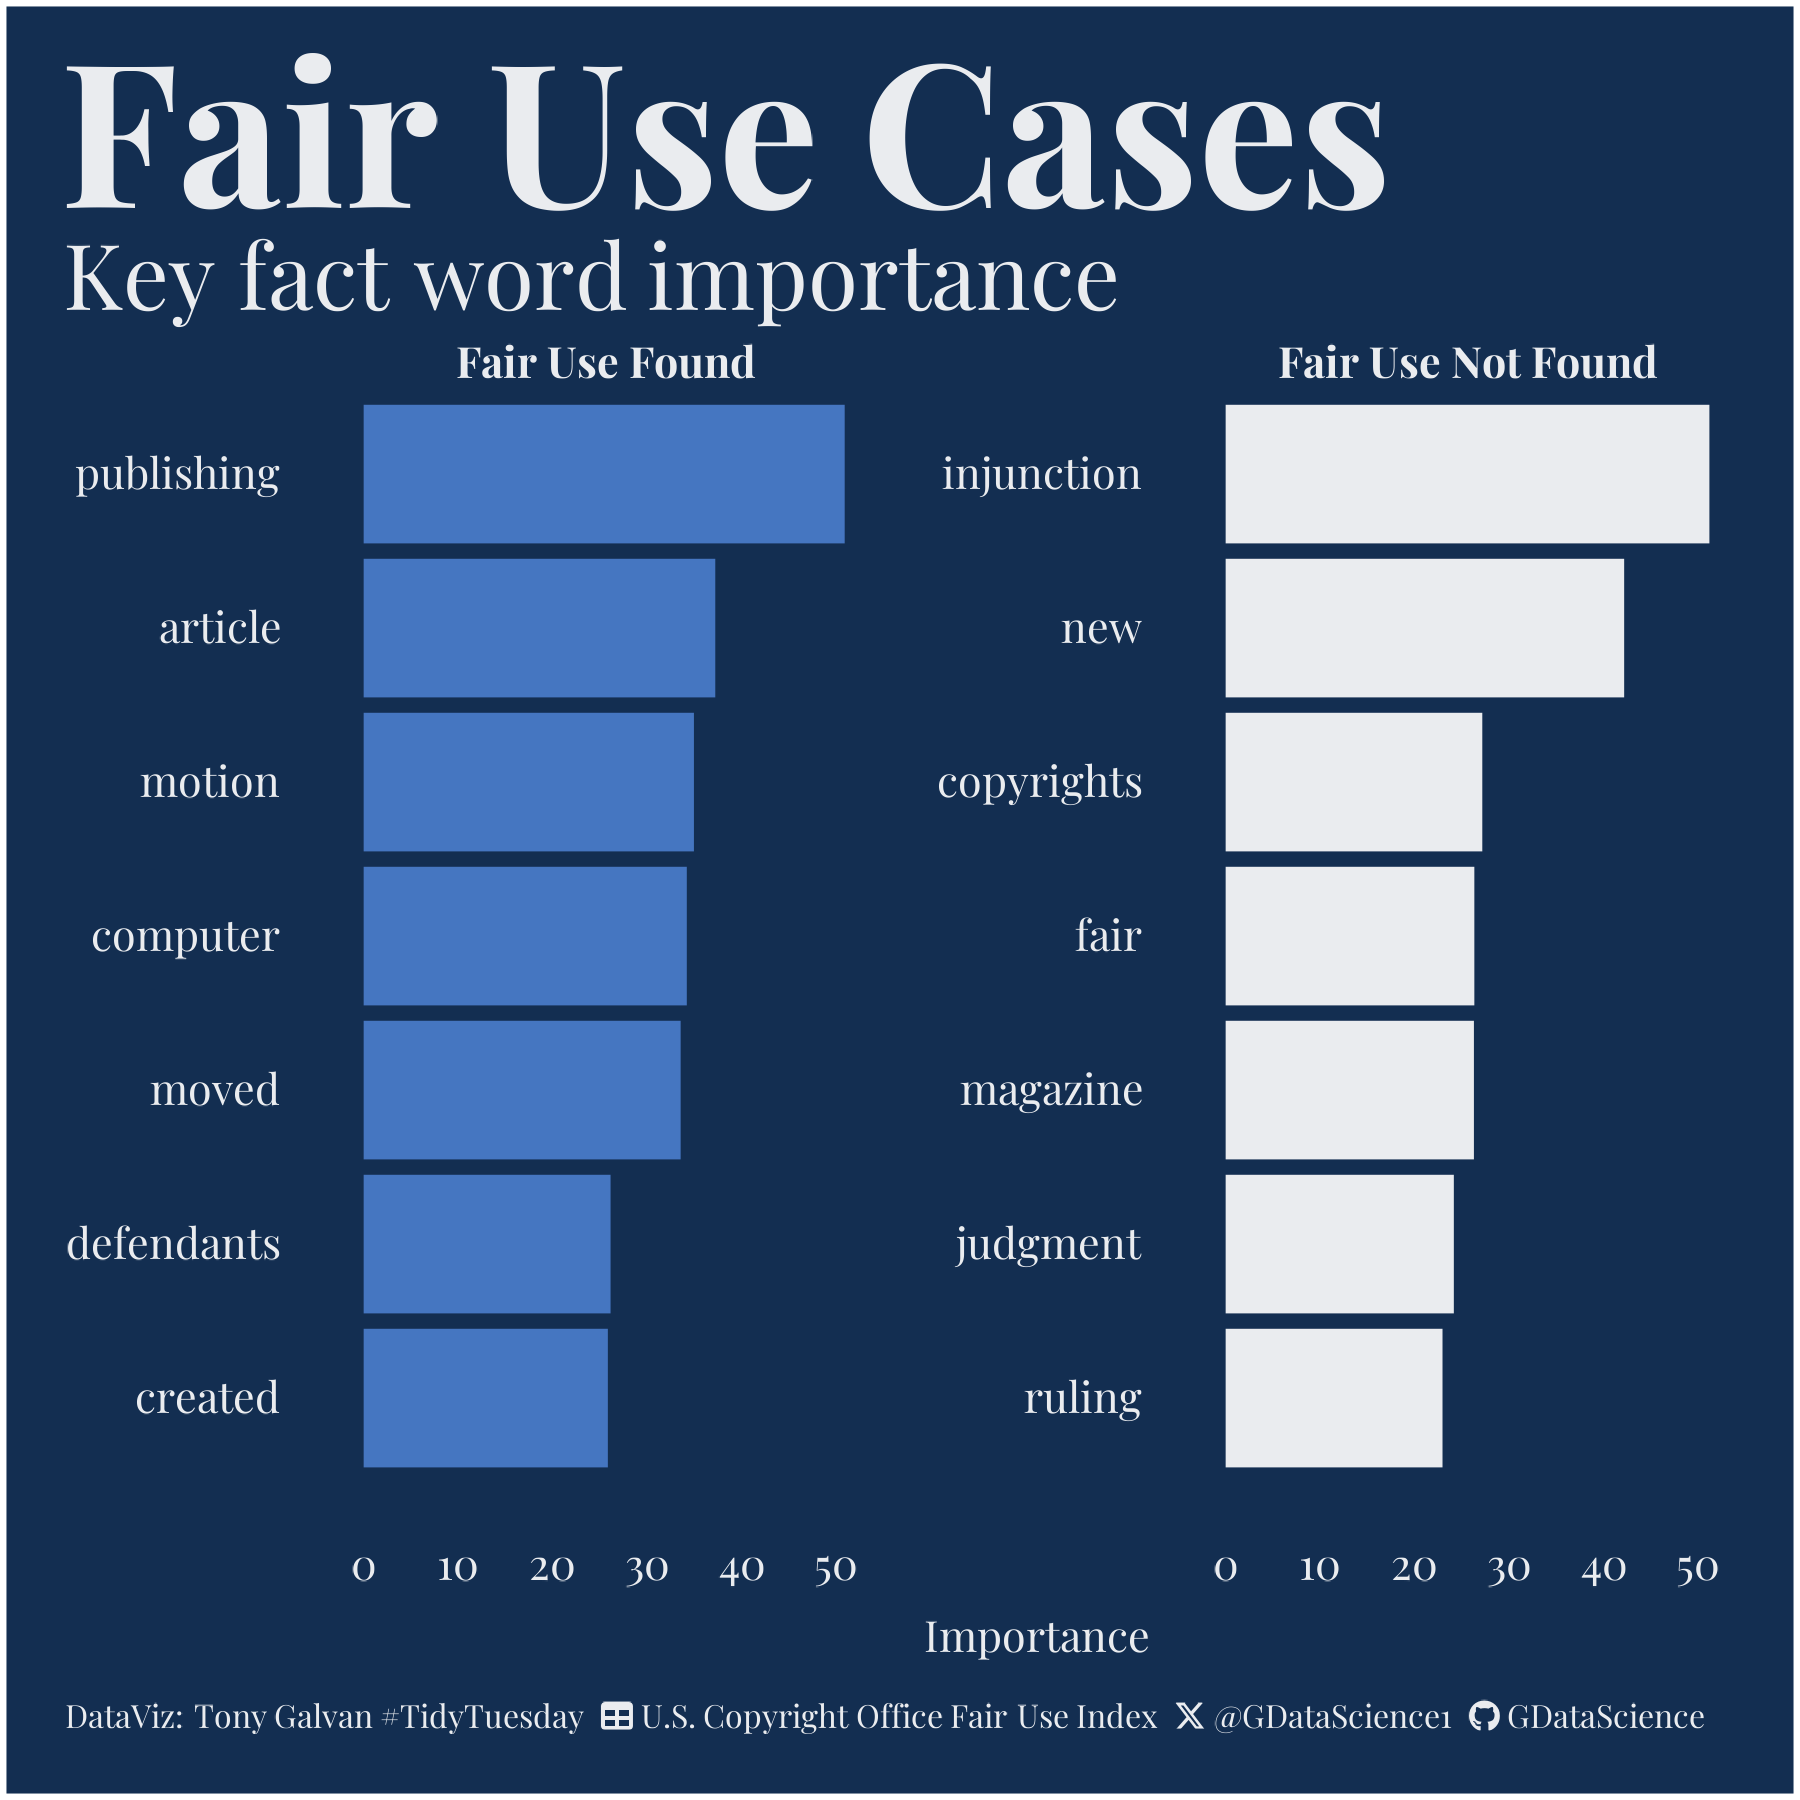 Fair Use Cases
Key fact word importance
Fair Use Found
publishing
article
motion
computer
moved
defendants
created
0 10 20 30 40 50
Fair Use Not Found
injunction
new
copyrights
fair
magazine
judgment
ruling
0 10 20 30 40 50
Importance
DataViz: Tony Galvan #TidyTuesday U.S. Copyright Office Fair Use Index @GDataScience1 GDataScience